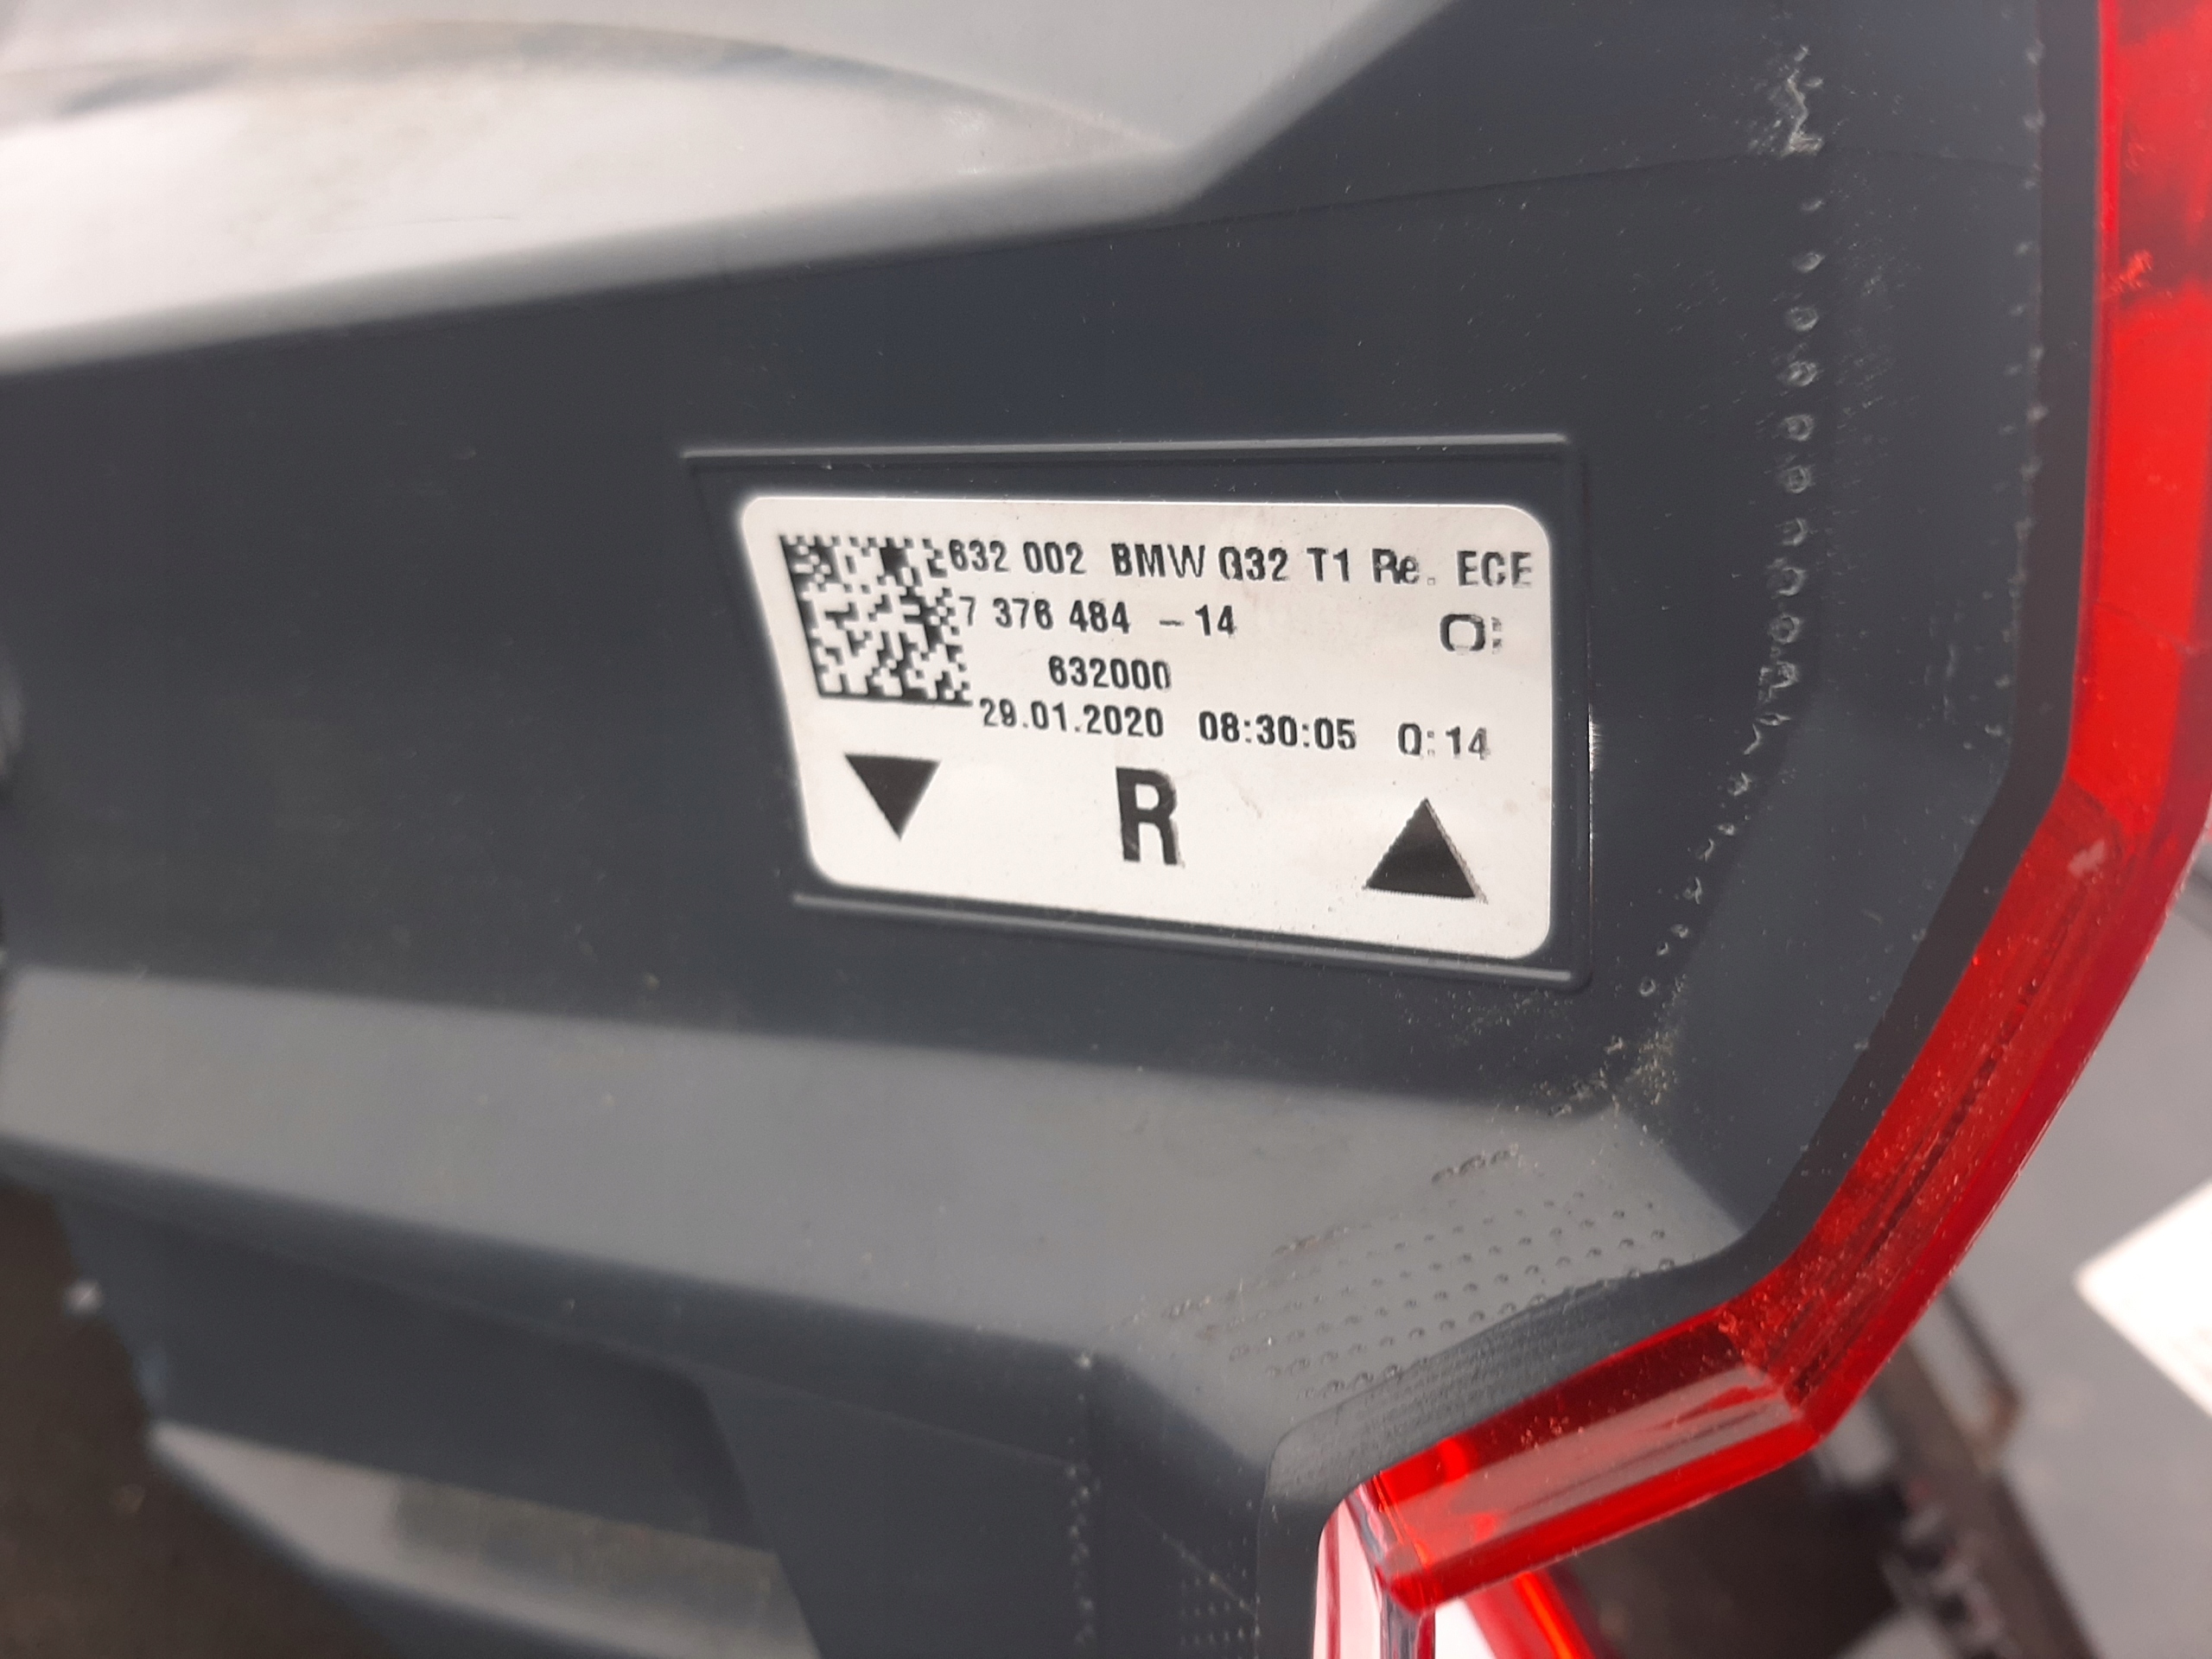 632 002 BMW G32 T1 Re. ECE
7 376 484 - 14
632000
29.01.2020 08:30:05 Q:14
R